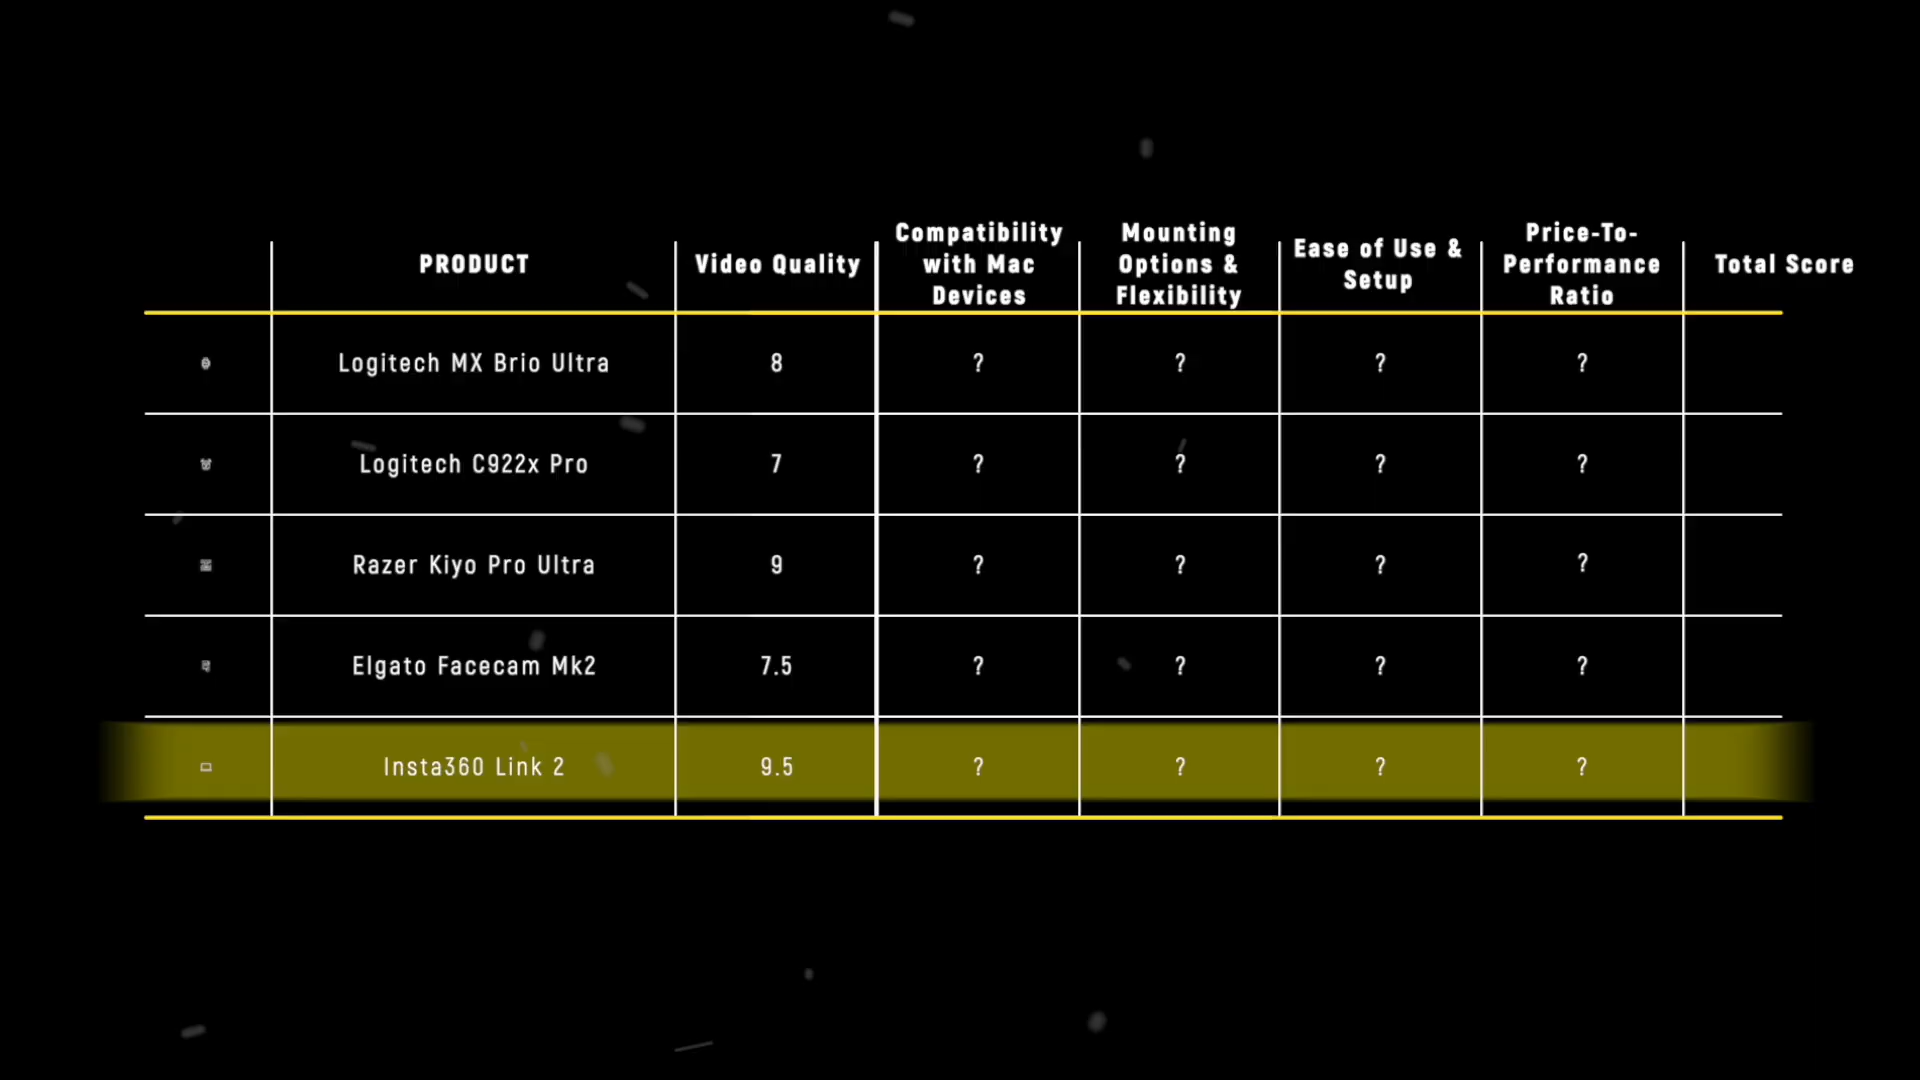 PRODUCT
Video Quality
Compatibility
with Mac
Devices
Mounting
Options &
Flexibility
Ease of Use &
Setup
Price-To-
Performance
Ratio
Total Score
Logitech MX Brio Ultra 8 ? ? ? ?
Logitech C922x Pro 7 ? ? ? ?
Razer Kiyo Pro Ultra 9 ? ? ? ?
Elgato Facecam Mk2 7.5 ? ? ? ?
Insta360 Link 2 9.5 ? ? ? ?